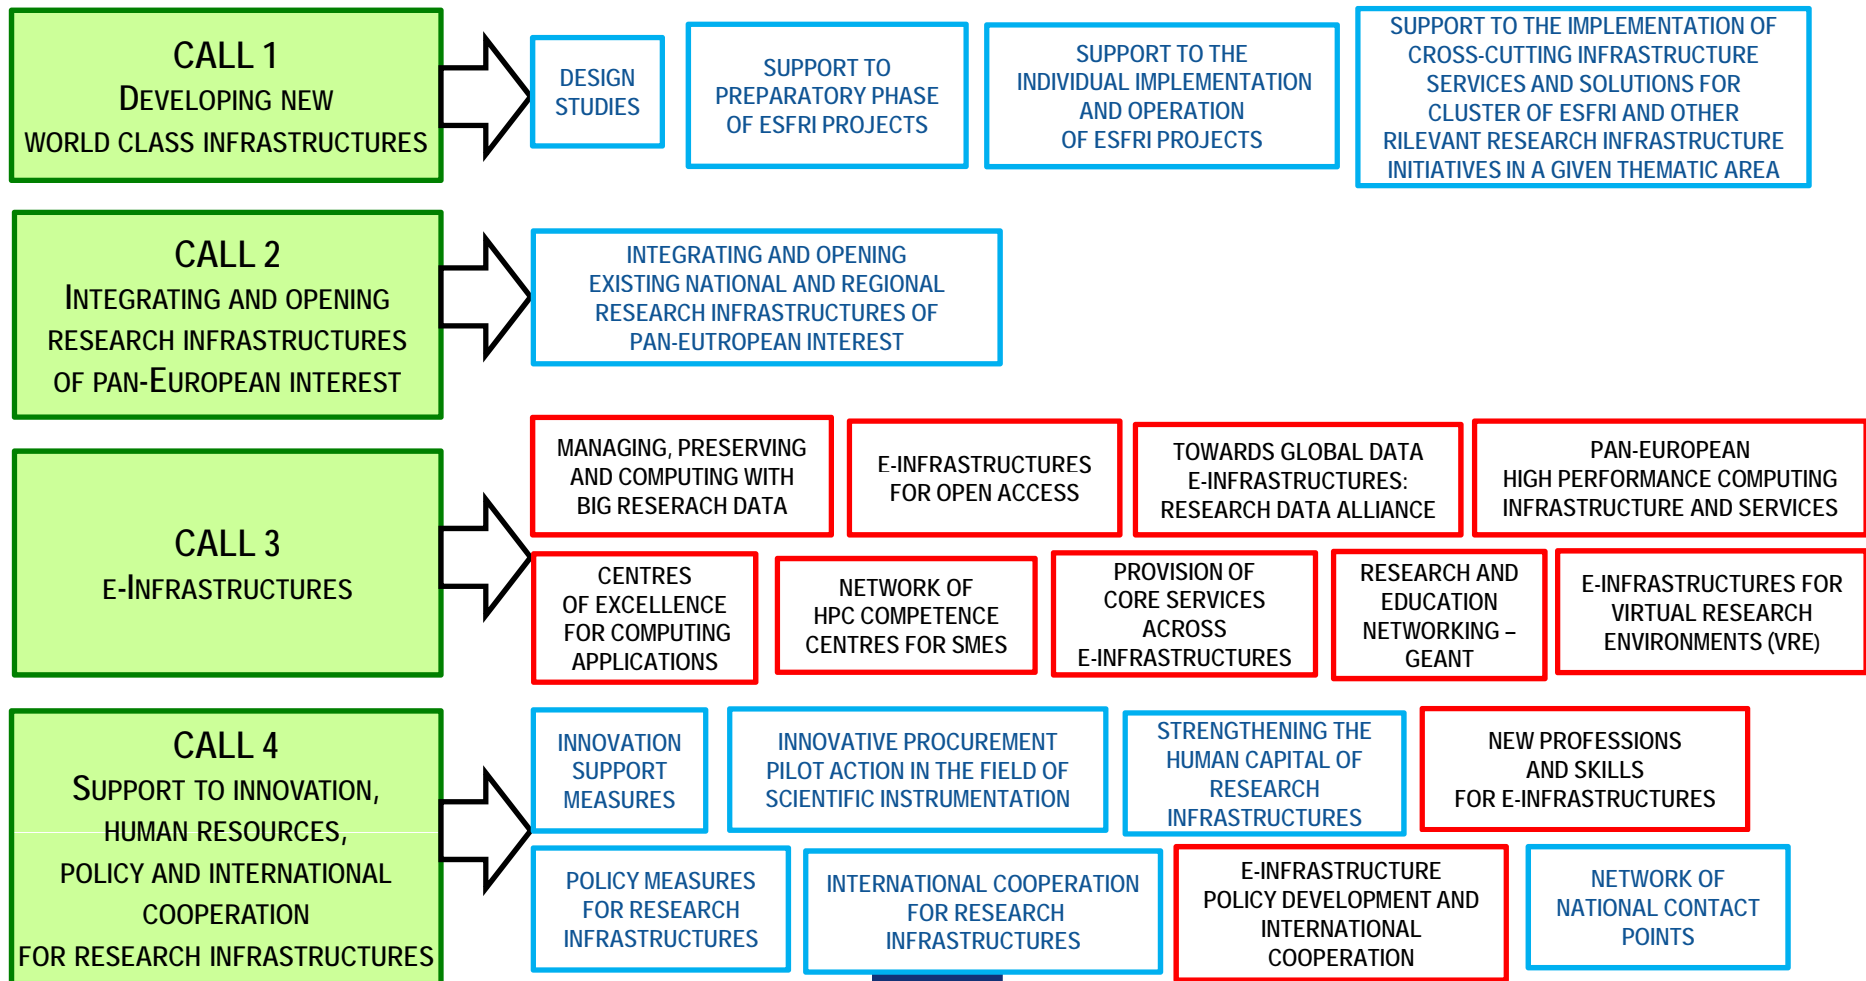 CALL 1
DEVELOPING NEW
WORLD CLASS INFRASTRUCTURES
DESIGN
STUDIES
SUPPORT TO
PREPARATORY PHASE
OF ESFRI PROJECTS
SUPPORT TO THE
INDIVIDUAL IMPLEMENTATION
AND OPERATION
OF ESFRI PROJECTS
SUPPORT TO THE IMPLEMENTATION OF
CROSS-CUTTING INFRASTRUCTURE
SERVICES AND SOLUTIONS FOR
CLUSTER OF ESFRI AND OTHER
RILEVANT RESEARCH INFRASTRUCTURE
INITIATIVES IN A GIVEN THEMATIC AREA
CALL 2
INTEGRATING AND OPENING
RESEARCH INFRASTRUCTURES
OF PAN-EUROPEAN INTEREST
INTEGRATING AND OPENING
EXISTING NATIONAL AND REGIONAL
RESEARCH INFRASTRUCTURES OF
PAN-EUTROPEAN INTEREST
CALL 3
E-INFRASTRUCTURES
MANAGING, PRESERVING
AND COMPUTING WITH
BIG RESERACH DATA
E-INFRASTRUCTURES
FOR OPEN ACCESS
TOWARDS GLOBAL DATA
E-INFRASTRUCTURES:
RESEARCH DATA ALLIANCE
PAN-EUROPEAN
HIGH PERFORMANCE COMPUTING
INFRASTRUCTURE AND SERVICES
CENTRES
OF EXCELLENCE
FOR COMPUTING
APPLICATIONS
NETWORK OF
HPC COMPETENCE
CENTRES FOR SMES
PROVISION OF
CORE SERVICES
ACROSS
E-INFRASTRUCTURES
RESEARCH AND
EDUCATION
NETWORKING –
GEANT
E-INFRASTRUCTURES FOR
VIRTUAL RESEARCH
ENVIRONMENTS (VRE)
CALL 4
SUPPORT TO INNOVATION,
HUMAN RESOURCES,
POLICY AND INTERNATIONAL
COOPERATION
FOR RESEARCH INFRASTRUCTURES
INNOVATION
SUPPORT
MEASURES
INNOVATIVE PROCUREMENT
PILOT ACTION IN THE FIELD OF
SCIENTIFIC INSTRUMENTATION
STRENGTHENING THE
HUMAN CAPITAL OF
RESEARCH
INFRASTRUCTURES
NEW PROFESSIONS
AND SKILLS
FOR E-INFRASTRUCTURES
POLICY MEASURES
FOR RESEARCH
INFRASTRUCTURES
INTERNATIONAL COOPERATION
FOR RESEARCH
INFRASTRUCTURES
E-INFRASTRUCTURE
POLICY DEVELOPMENT AND
INTERNATIONAL
COOPERATION
NETWORK OF
NATIONAL CONTACT
POINTS